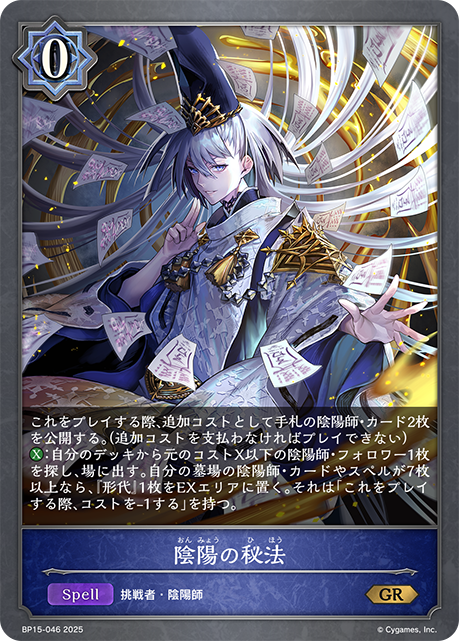 0
これをプレイする際、追加コストとして手札の陰陽師・カード2枚
を公開する。(追加コストを支払わなければプレイできない)
X:自分のデッキから元のコストX以下の陰陽師・フォロワー1枚
を探し、場に出す。自分の墓場の陰陽師・カードやスペルが7枚
以上なら、『形代』1枚をEXエリアに置く。それは「これをプレイ
する際、コストを-1する」を持つ。
おんみょう ひほう
陰陽の秘法
Spell 挑戦者・陰陽師 GR
BP15-046 2025 © Cygames, Inc.